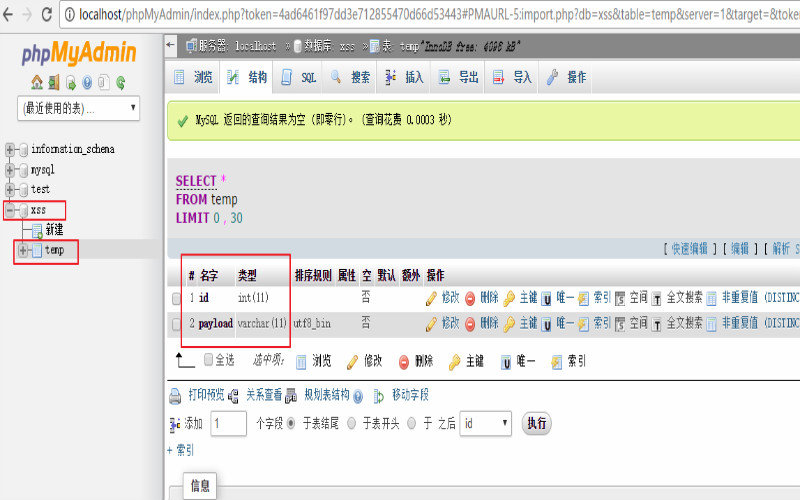 localhost/phpMyAdmin/index.php?token=4ad6461f97dd3e712855470d66d53443#PMAURL-5:import.php?db=xss&table=temp&server=1&target=&token
phpMyAdmin
(最近使用的表) ...
information_schema
mysql
test
xss
新建
temp
服务器: localhost » 数据库: xss » 表: temp "InnoDB free: 4096 kB"
浏览 结构 SQL 搜索 插入 导出 导入 操作
MySQL 返回的查询结果为空 (即零行)。 (查询花费 0.0003 秒)
SELECT *
FROM temp
LIMIT 0 , 30
[ 快速编辑 ] [ 编辑 ] [ 解析 S
# 名字 类型 排序规则 属性 空 默认 额外 操作
1 id int(11) 否 修改 删除 主键 唯一 索引 空间 全文搜索 非重复值 (DISTINC
2 payload varchar(11) utf8_bin 否 修改 删除 主键 唯一 索引 空间 全文搜索 非重复值 (DISTINC
全选 选中项: 浏览 修改 删除 主键 唯一 索引
打印预览 关系查看 规划表结构 移动字段
添加 1 个字段 于表结尾 于表开头 于 之后 id 执行
+ 索引
信息